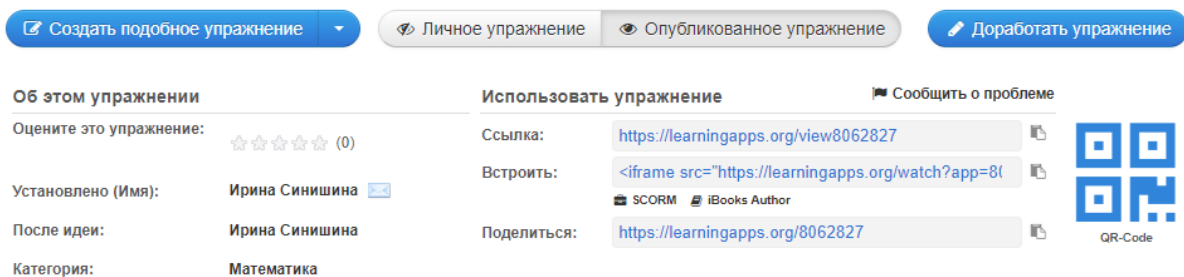 Создать подобное упражнение
Личное упражнение
Опубликованное упражнение
Доработать упражнение
Об этом упражнении
Оцените это упражнение:
(0)
Установлено (Имя):
Ирина Синишина
После идеи:
Ирина Синишина
Категория:
Математика
Использовать упражнение
Сообщить о проблеме
Ссылка:
https://learningapps.org/view8062827
Встроить:
<iframe src="https://learningapps.org/watch?app=8(
SCORM
iBooks Author
Поделиться:
https://learningapps.org/8062827
QR-Code